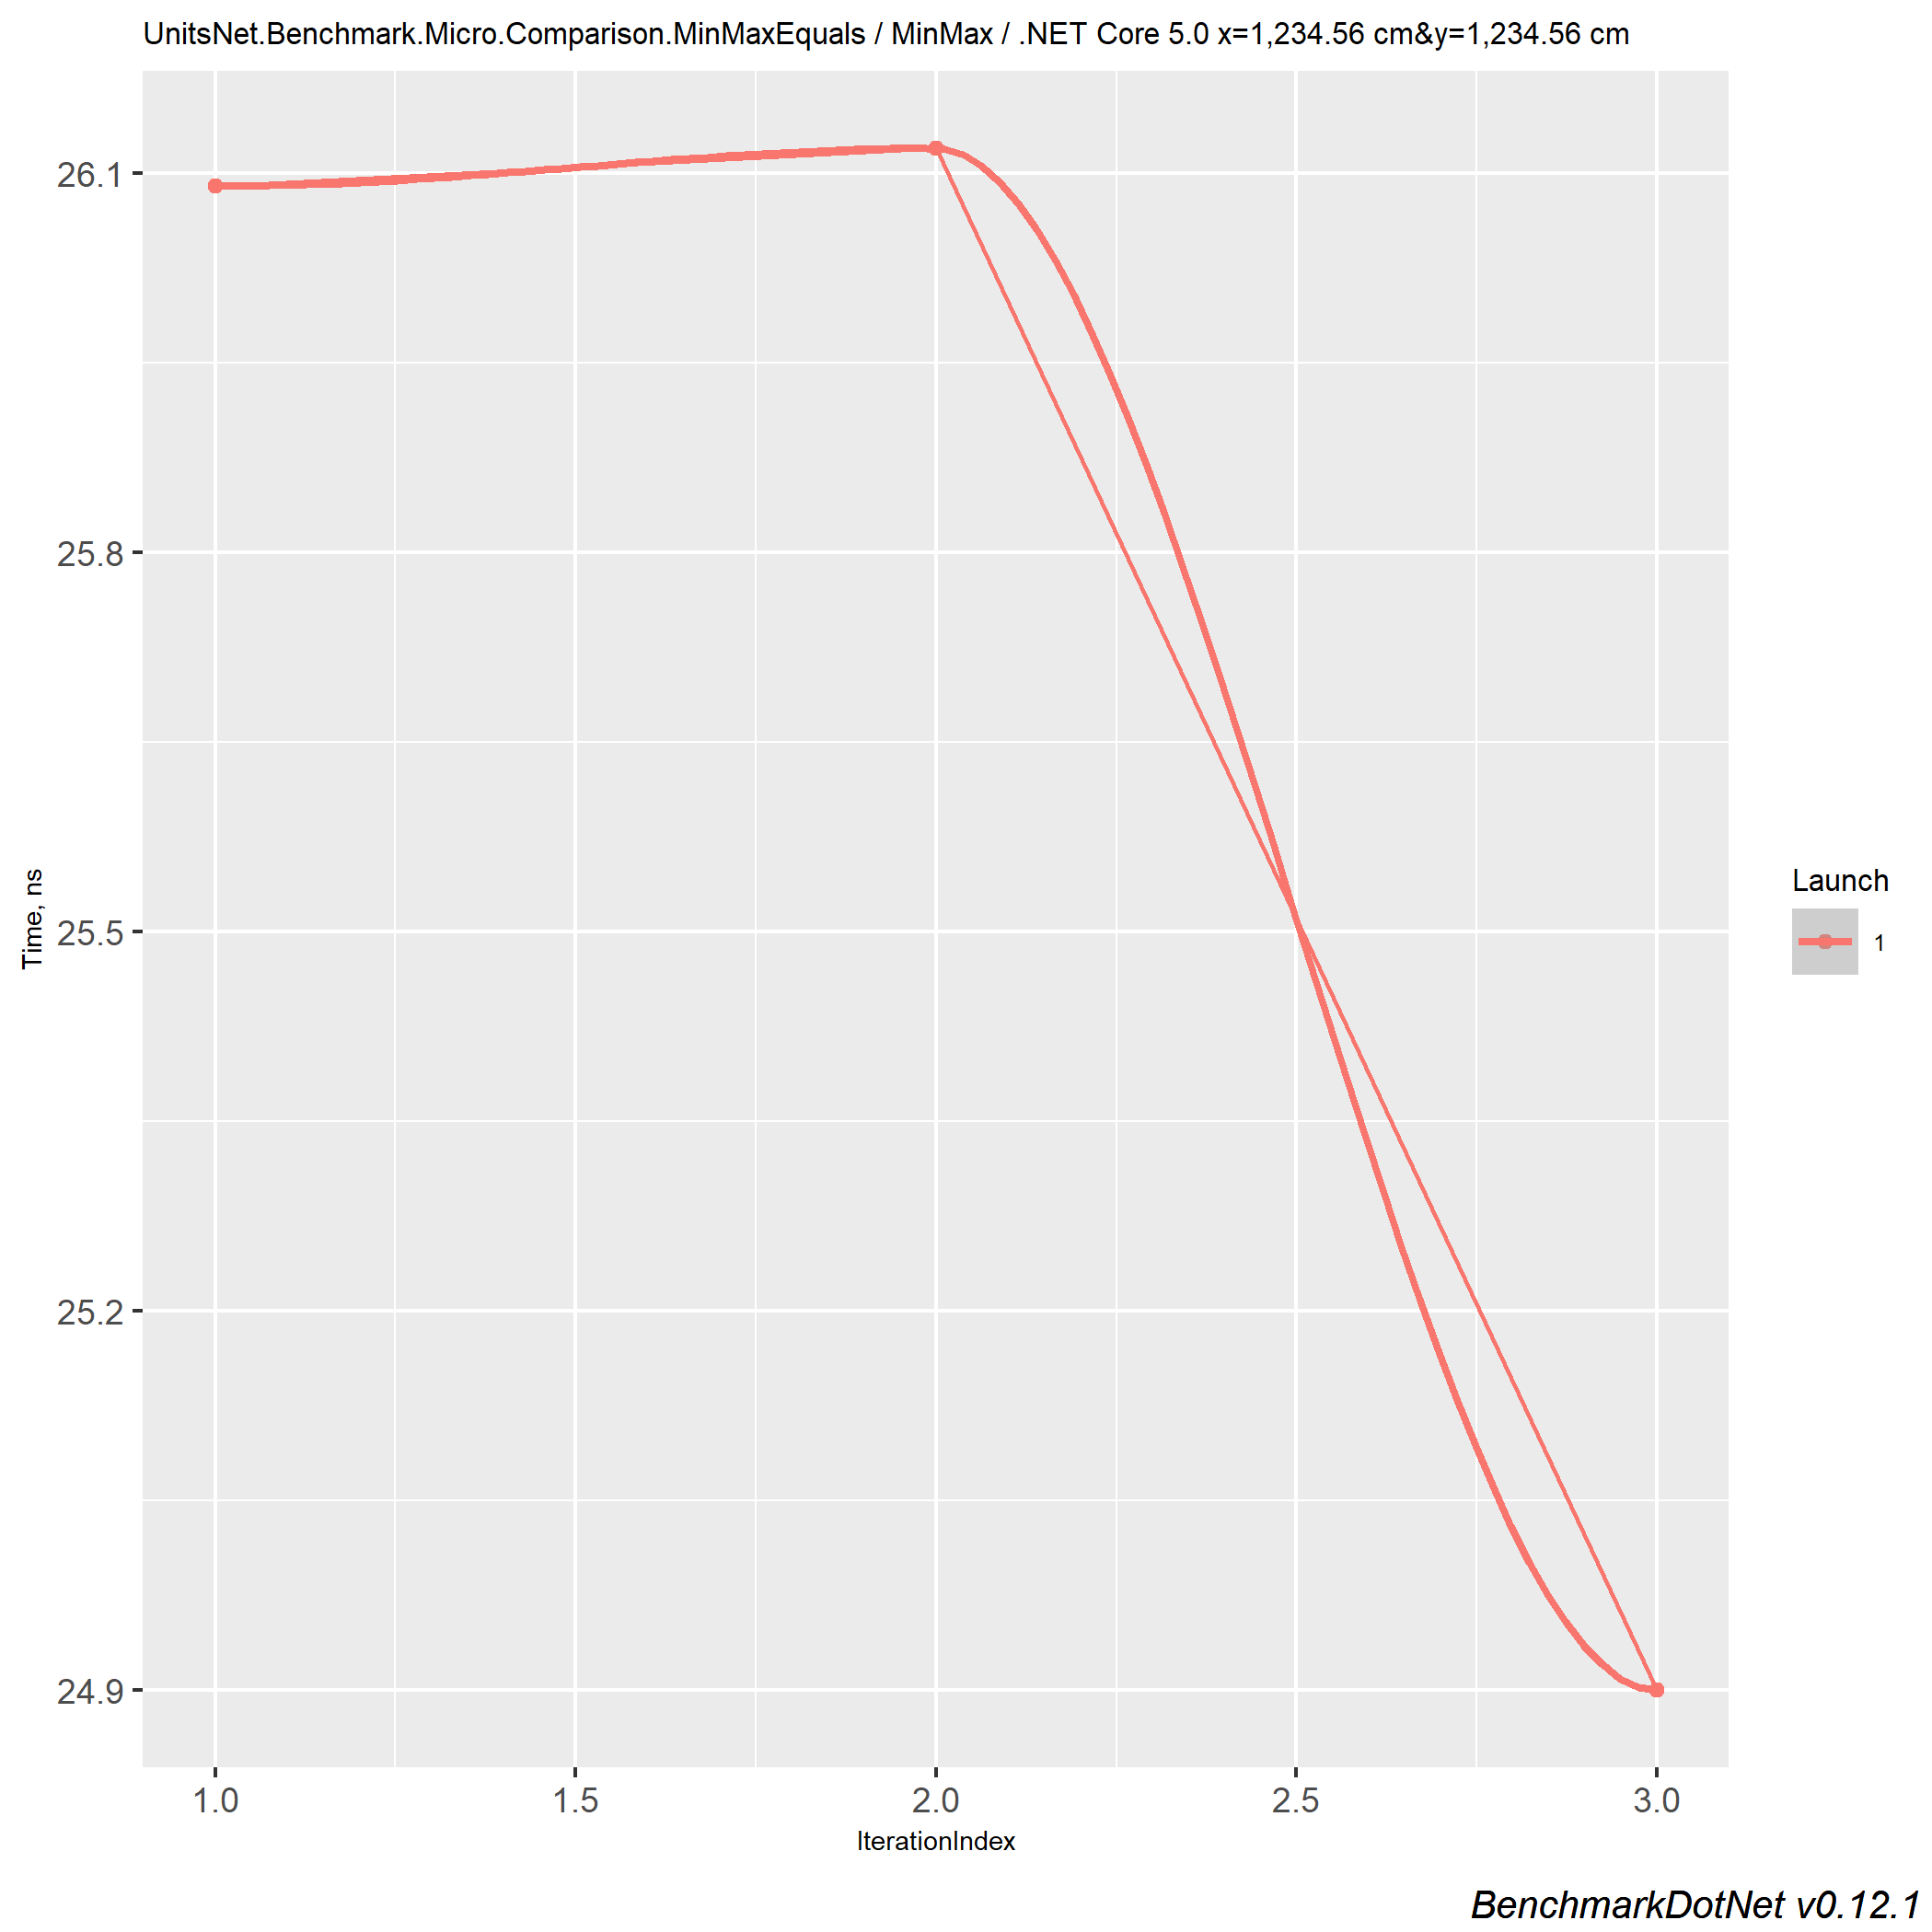 UnitsNet.Benchmark.Micro.Comparison.MinMaxEquals / MinMax / .NET Core 5.0 x=1,234.56 cm&y=1,234.56 cm
26.1
25.8
25.5
25.2
24.9
Time, ns
1.0 1.5 2.0 2.5 3.0
IterationIndex
Launch
1
BenchmarkDotNet v0.12.1